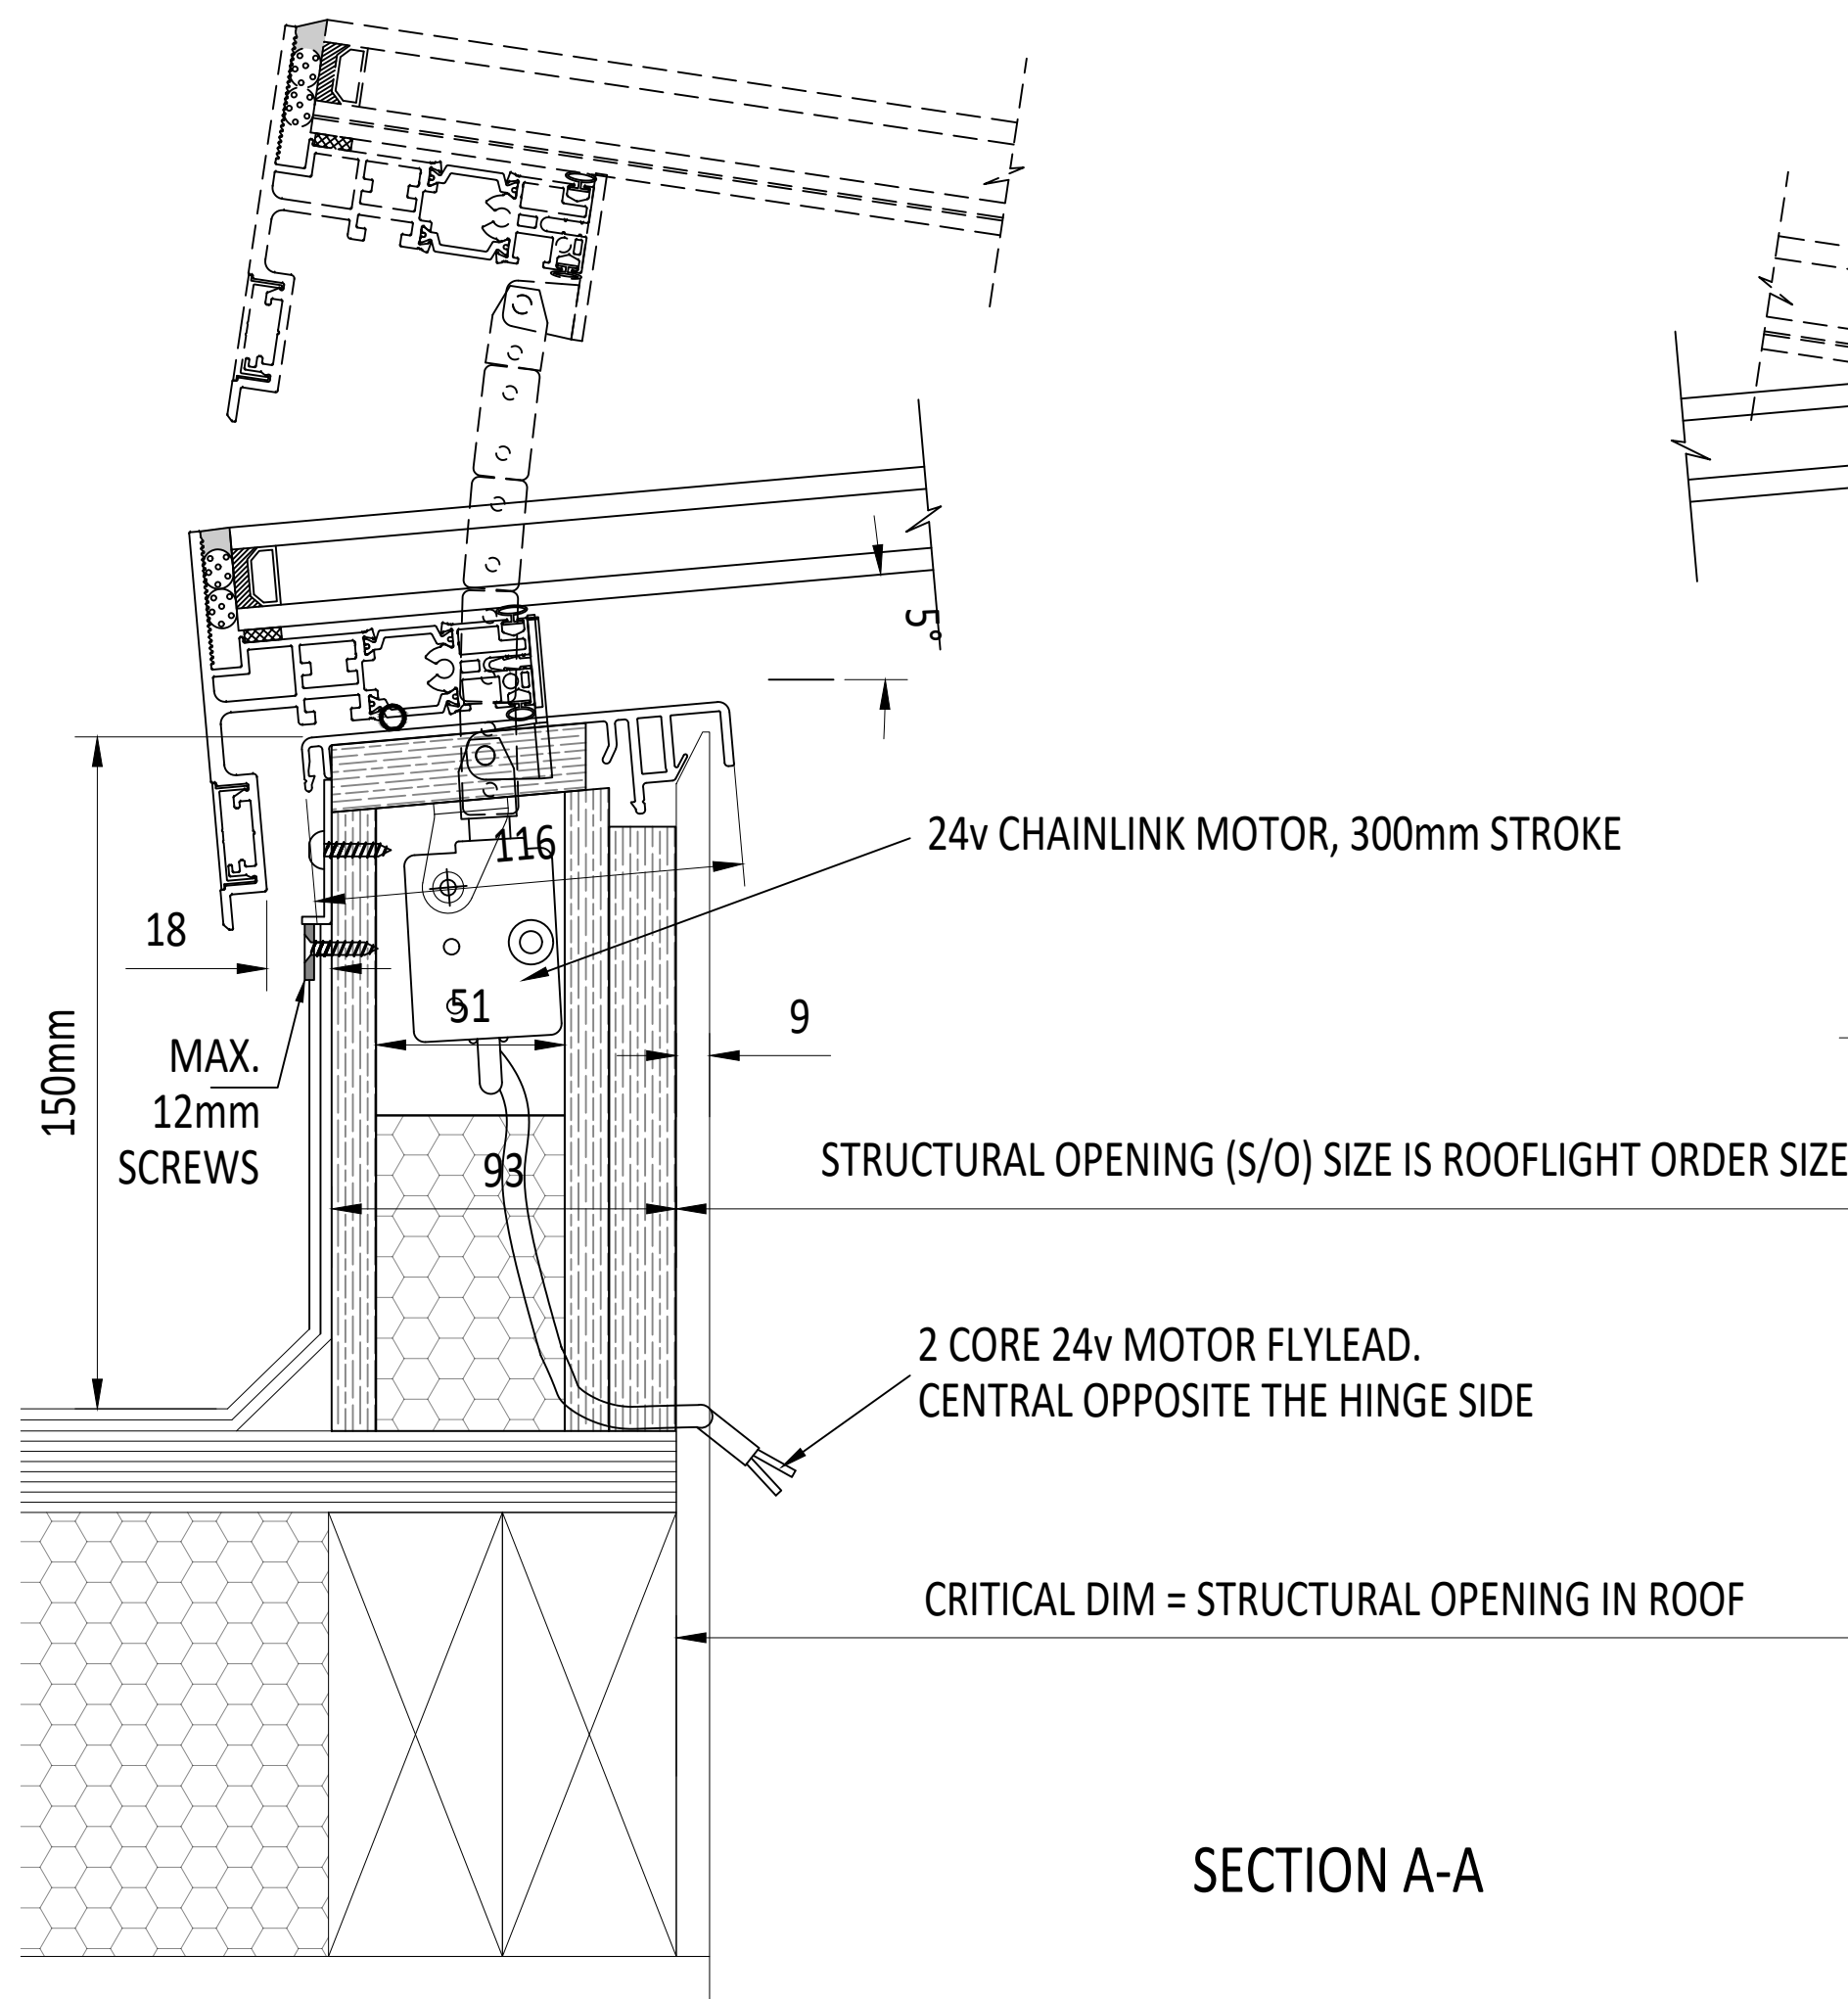 5°
24v CHAINLINK MOTOR, 300mm STROKE
116
18
51
9
150mm
MAX.
12mm
SCREWS
93
STRUCTURAL OPENING (S/O) SIZE IS ROOFLIGHT ORDER SIZE
2 CORE 24v MOTOR FLYLEAD.
CENTRAL OPPOSITE THE HINGE SIDE
CRITICAL DIM = STRUCTURAL OPENING IN ROOF
SECTION A-A